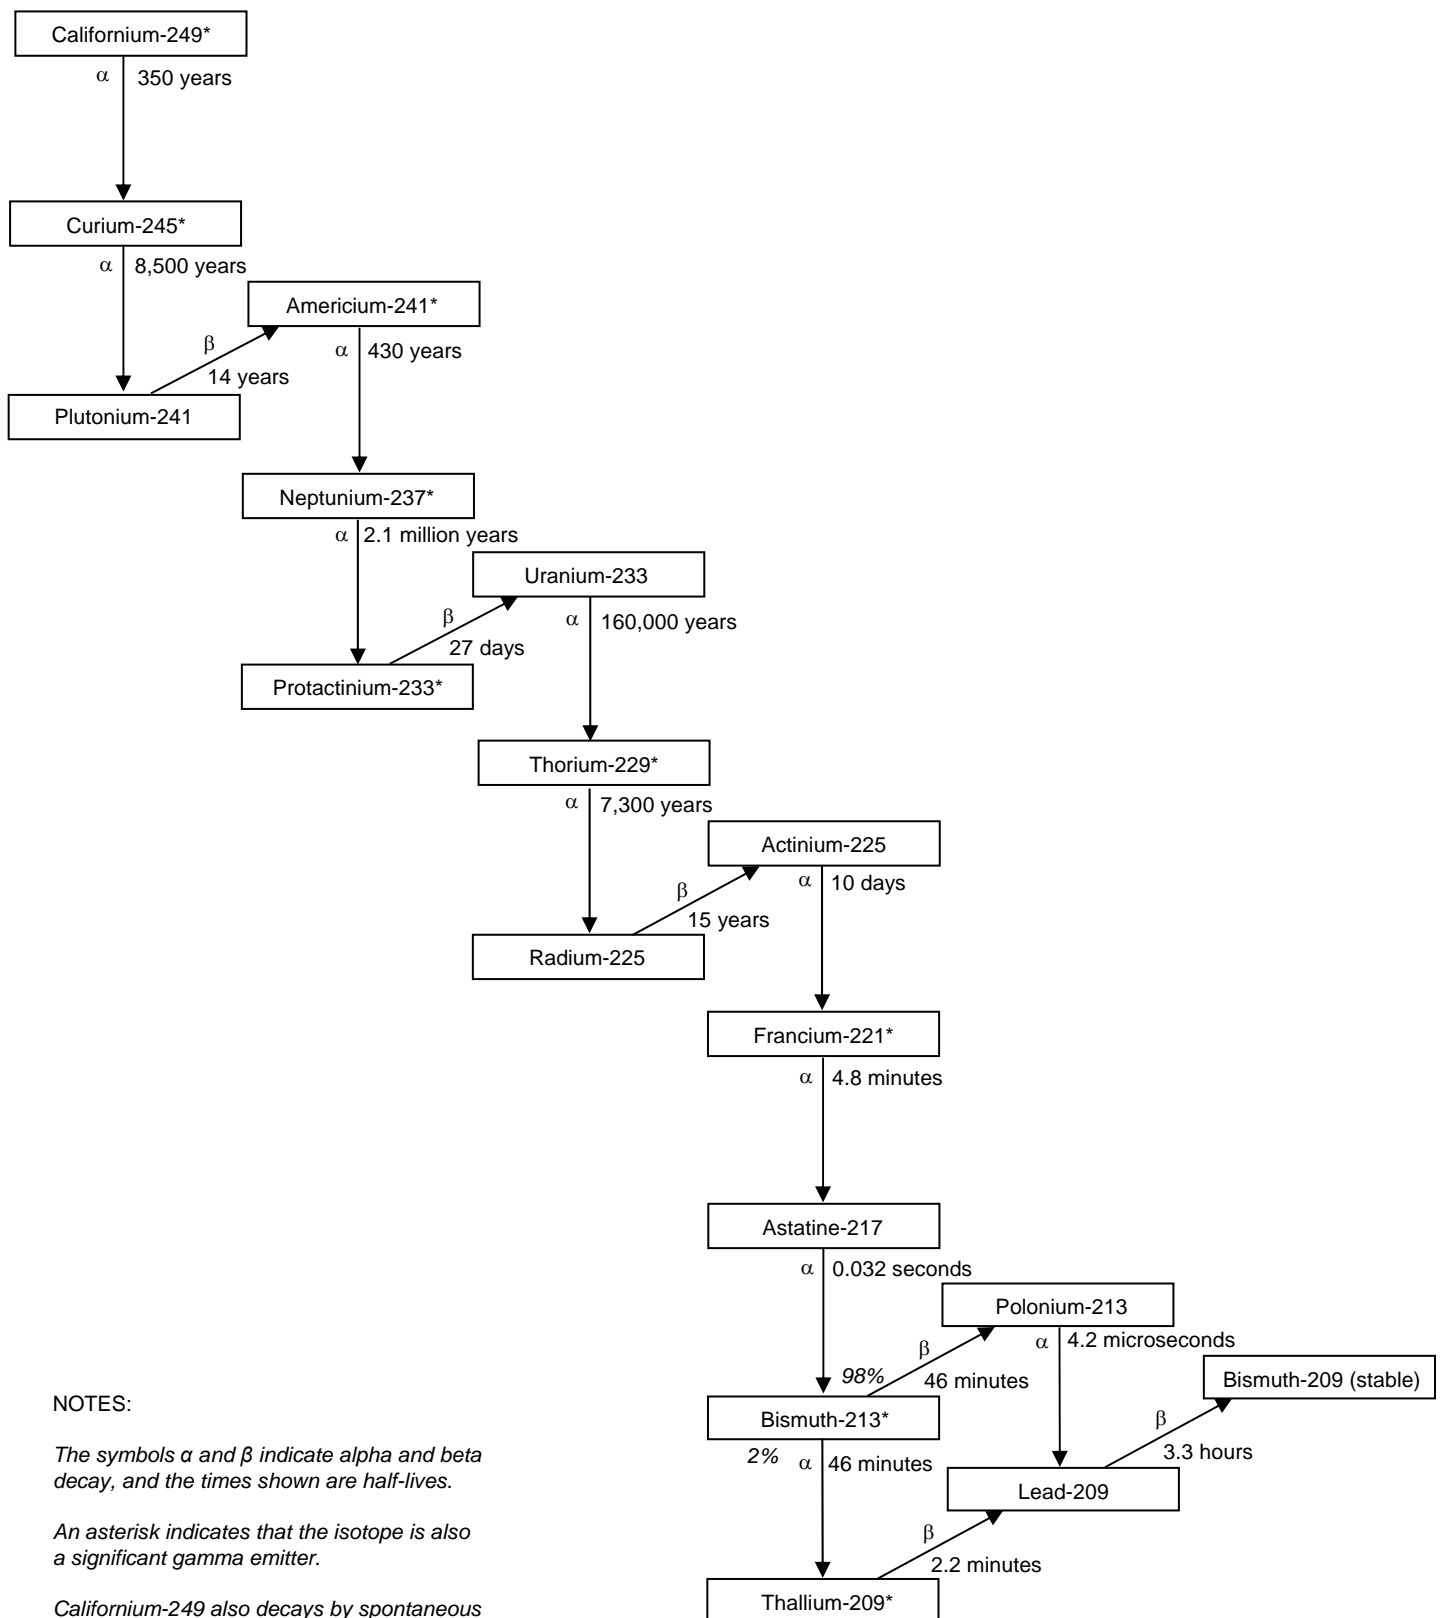 Californium-249*
α 350 years
Curium-245*
α 8,500 years
Americium-241*
β
14 years
α 430 years
Plutonium-241
Neptunium-237*
α 2.1 million years
Uranium-233
β
27 days
α 160,000 years
Protactinium-233*
Thorium-229*
α 7,300 years
Actinium-225
β
15 years
α 10 days
Radium-225
Francium-221*
α 4.8 minutes
Astatine-217
α 0.032 seconds
Polonium-213
98%
β
46 minutes
α 4.2 microseconds
Bismuth-209 (stable)
Bismuth-213*
2% α 46 minutes
β
3.3 hours
Lead-209
β
2.2 minutes
Thallium-209*
NOTES:
The symbols α and β indicate alpha and beta
decay, and the times shown are half-lives.
An asterisk indicates that the isotope is also
a significant gamma emitter.
Californium-249 also decays by spontaneous